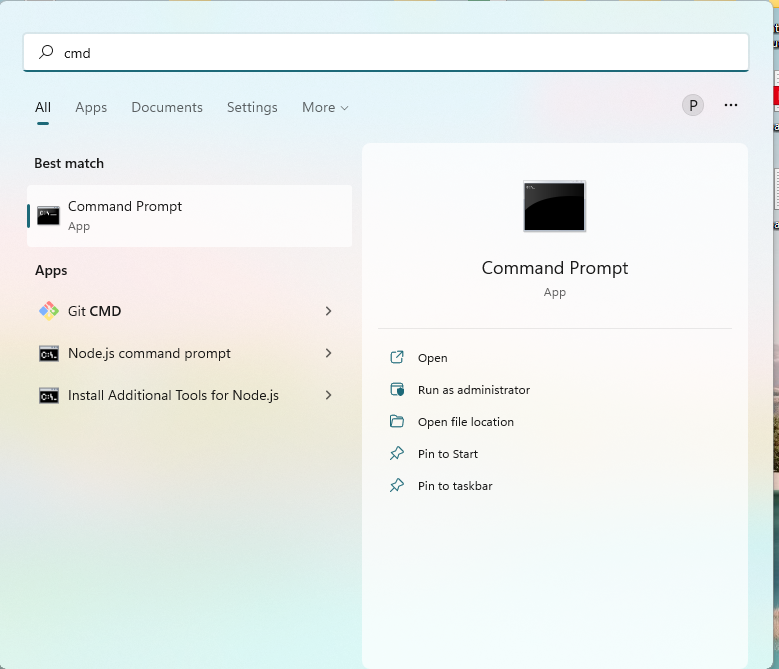 cmd
All
Apps
Documents
Settings
More
P
Best match
Command Prompt
App
Apps
Git CMD
Node.js command prompt
Install Additional Tools for Node.js
Command Prompt
App
Open
Run as administrator
Open file location
Pin to Start
Pin to taskbar